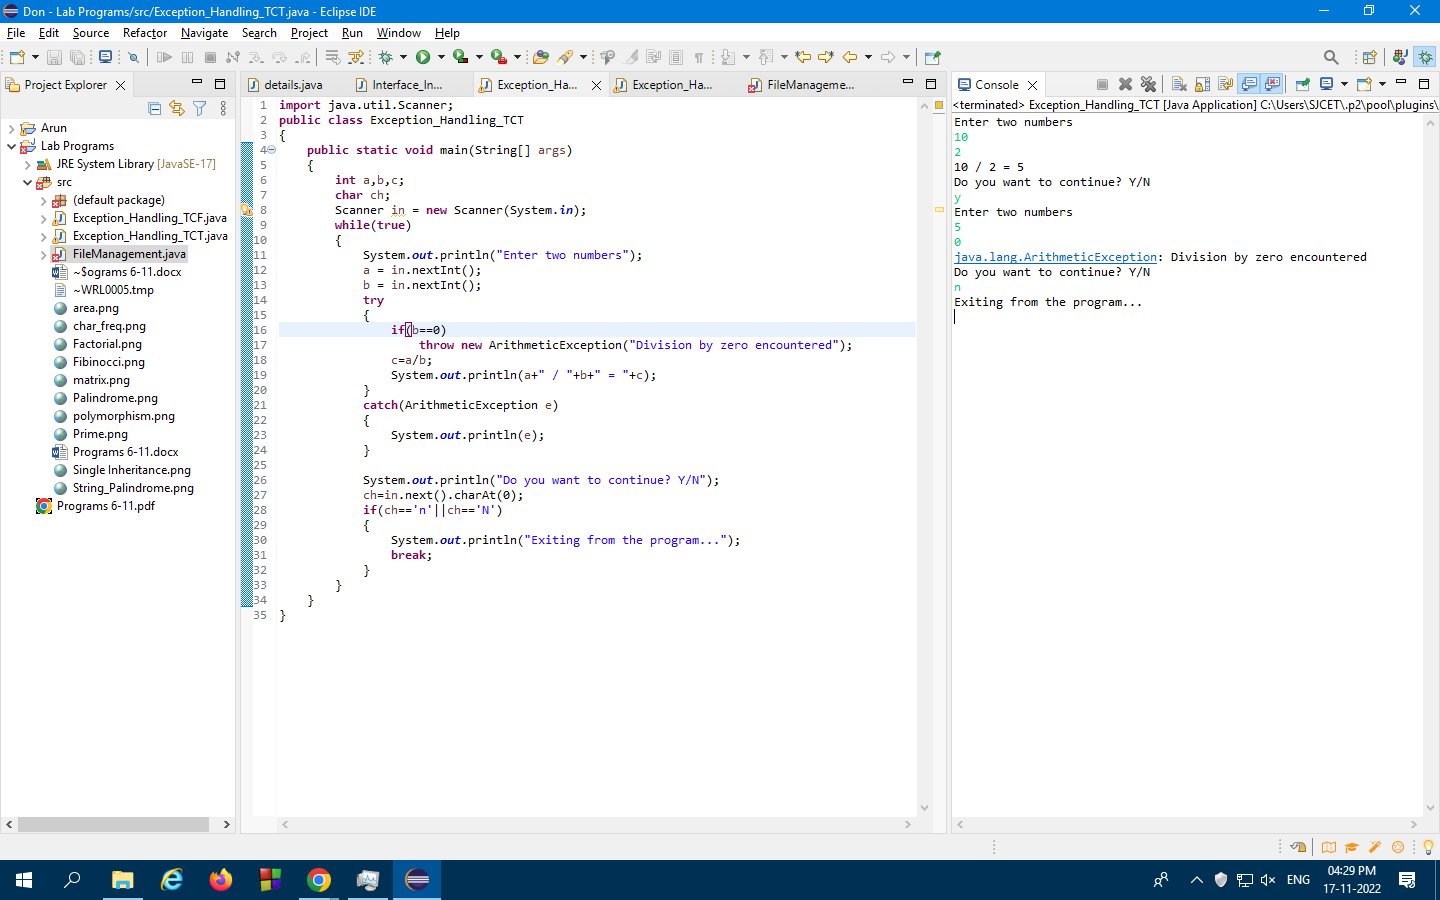 Don - Lab Programs/src/Exception_Handling_TCT.java - Eclipse IDE
File Edit Source Refactor Navigate Search Project Run Window Help
Project Explorer
Arun
Lab Programs
JRE System Library [JavaSE-17]
src
(default package)
Exception_Handling_TCF.java
Exception_Handling_TCT.java
FileManagement.java
~$ograms 6-11.docx
~WRL0005.tmp
area.png
char_freq.png
Factorial.png
Fibinocci.png
matrix.png
Palindrome.png
polymorphism.png
Prime.png
Programs 6-11.docx
Single Inheritance.png
String_Palindrome.png
Programs 6-11.pdf
details.java Interface_In... Exception_Ha... Exception_Ha... FileManageme...
1 import java.util.Scanner;
2 public class Exception_Handling_TCT
3 {
4 public static void main(String[] args)
5 {
6 int a,b,c;
7 char ch;
8 Scanner in = new Scanner(System.in);
9 while(true)
10 {
11 System.out.println("Enter two numbers");
12 a = in.nextInt();
13 b = in.nextInt();
14 try
15 {
16 if(b==0)
17 throw new ArithmeticException("Division by zero encountered");
18 c=a/b;
19 System.out.println(a+" / "+b+" = "+c);
20 }
21 catch(ArithmeticException e)
22 {
23 System.out.println(e);
24 }
25
26 System.out.println("Do you want to continue? Y/N");
27 ch=in.next().charAt(0);
28 if(ch=='n'||ch=='N')
29 {
30 System.out.println("Exiting from the program...");
31 break;
32 }
33 }
34 }
35 }
Console
<terminated> Exception_Handling_TCT [Java Application] C:\Users\SJCET\.p2\pool\plugins\
Enter two numbers
10
2
10 / 2 = 5
Do you want to continue? Y/N
y
Enter two numbers
5
0
java.lang.ArithmeticException: Division by zero encountered
Do you want to continue? Y/N
n
Exiting from the program...
ENG
04:29 PM
17-11-2022